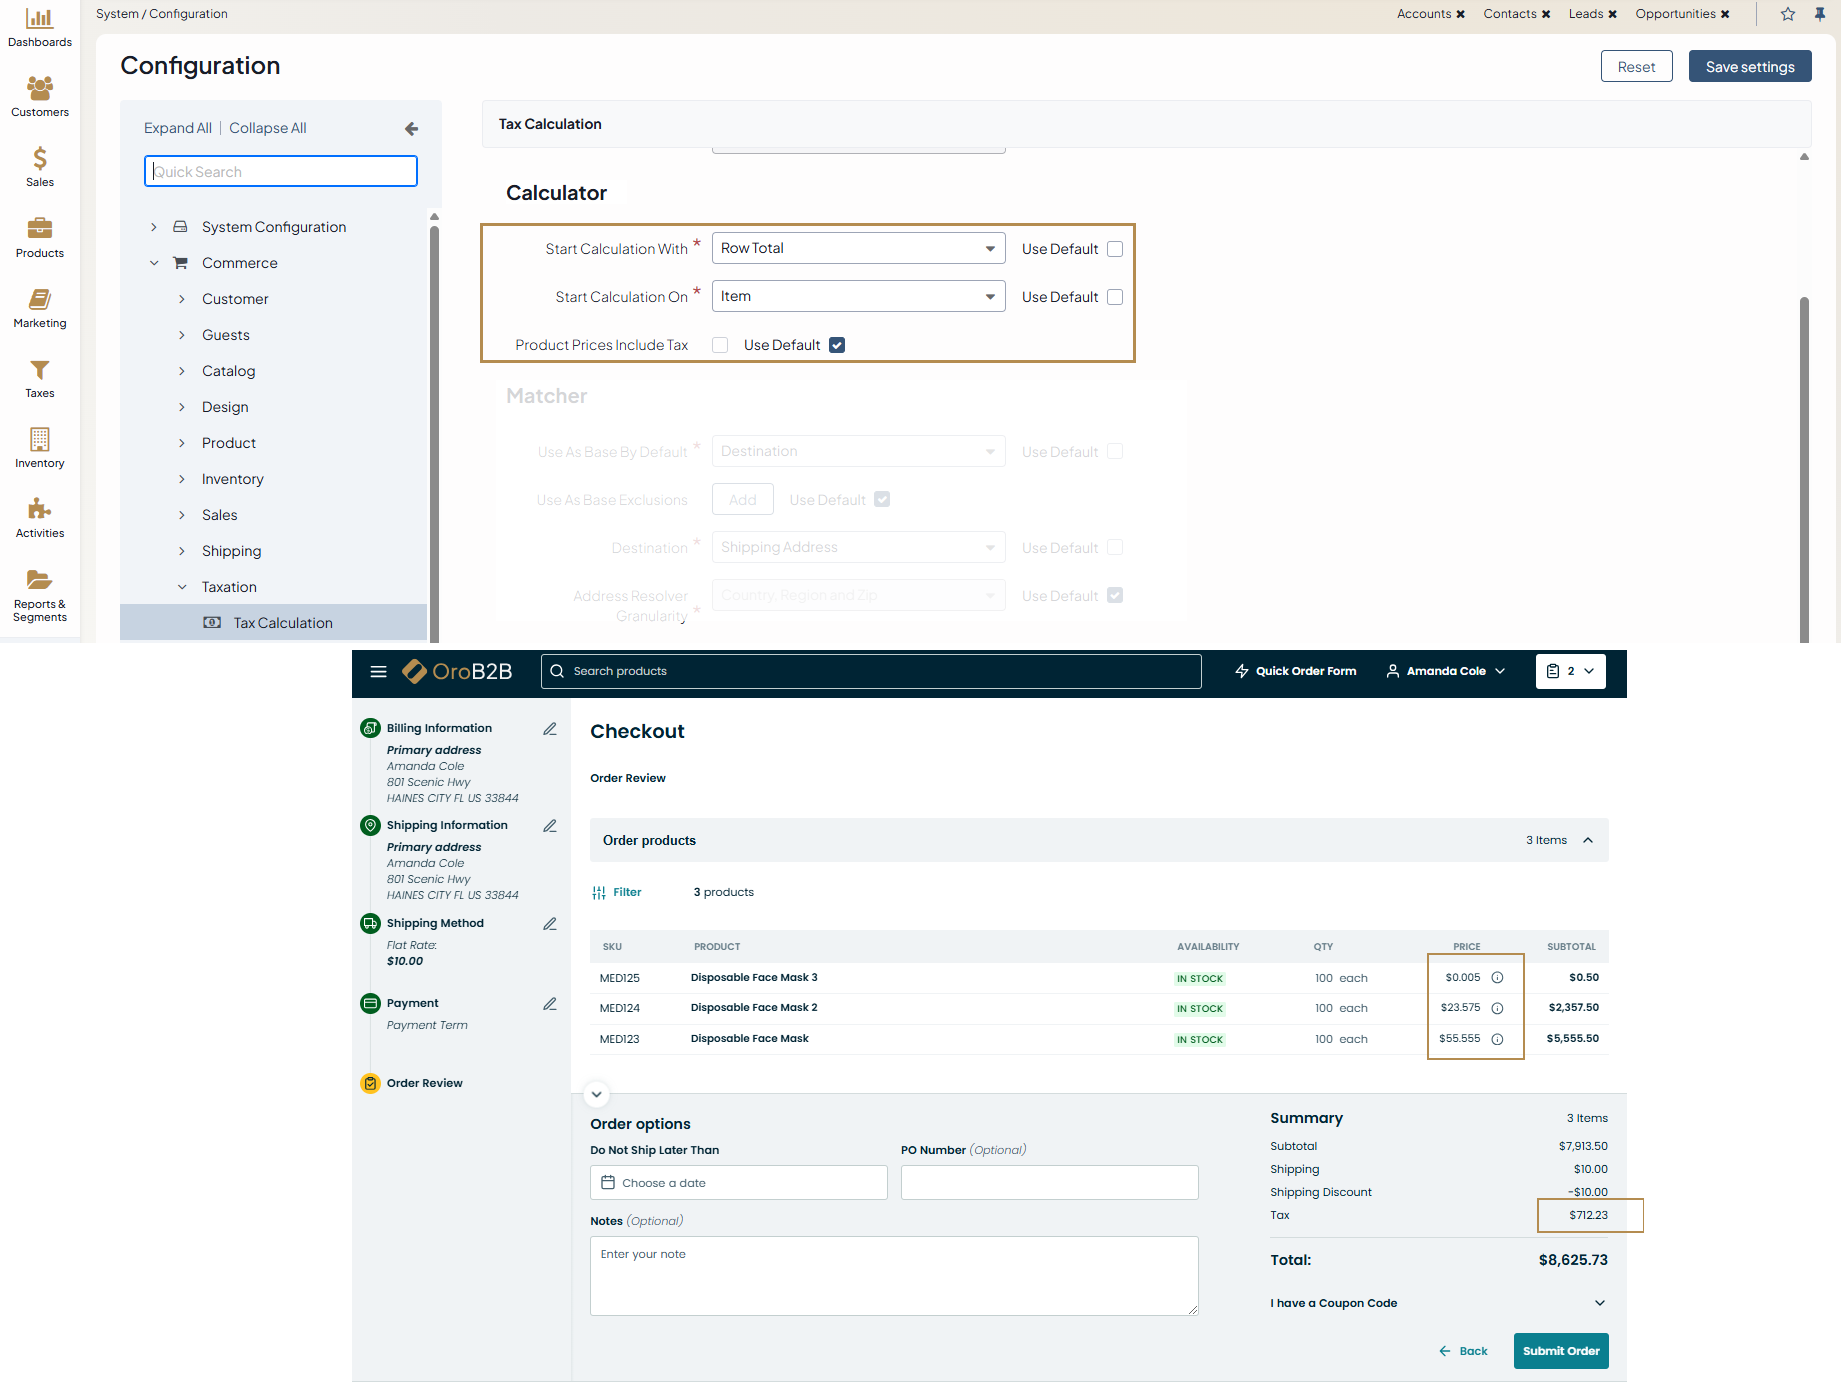 System / Configuration
Accounts ✖ Contacts ✖ Leads ✖ Opportunities ✖
Dashboards
Customers
Sales
Products
Marketing
Taxes
Inventory
Activities
Reports &
Segments
Configuration
Reset
Save settings
Expand All | Collapse All
Quick Search
System Configuration
Commerce
Customer
Guests
Catalog
Design
Product
Inventory
Sales
Shipping
Taxation
Tax Calculation
Tax Calculation
Calculator
Start Calculation With * Row Total Use Default
Start Calculation On * Item Use Default
Product Prices Include Tax Use Default
Matcher
Use As Base By Default * Destination Use Default
Use As Base Exclusions Add Use Default
Destination * Shipping Address Use Default
Address Resolver Country, Region and Zip Use Default
Granularity *
OroB2B
Search products
Quick Order Form
Amanda Cole
2
Billing Information
Primary address
Amanda Cole
801 Scenic Hwy
HAINES CITY FL US 33844
Shipping Information
Primary address
Amanda Cole
801 Scenic Hwy
HAINES CITY FL US 33844
Shipping Method
Flat Rate:
$10.00
Payment
Payment Term
Order Review
Checkout
Order Review
Order products 3 Items
Filter 3 products
SKU PRODUCT AVAILABILITY QTY PRICE SUBTOTAL
MED125 Disposable Face Mask 3 IN STOCK 100 each $0.005 $0.50
MED124 Disposable Face Mask 2 IN STOCK 100 each $23.575 $2,357.50
MED123 Disposable Face Mask IN STOCK 100 each $55.555 $5,555.50
Order options
Do Not Ship Later Than
Choose a date
PO Number (Optional)
Notes (Optional)
Enter your note
Summary 3 Items
Subtotal $7,913.50
Shipping $10.00
Shipping Discount -$10.00
Tax $712.23
Total: $8,625.73
I have a Coupon Code
Back
Submit Order